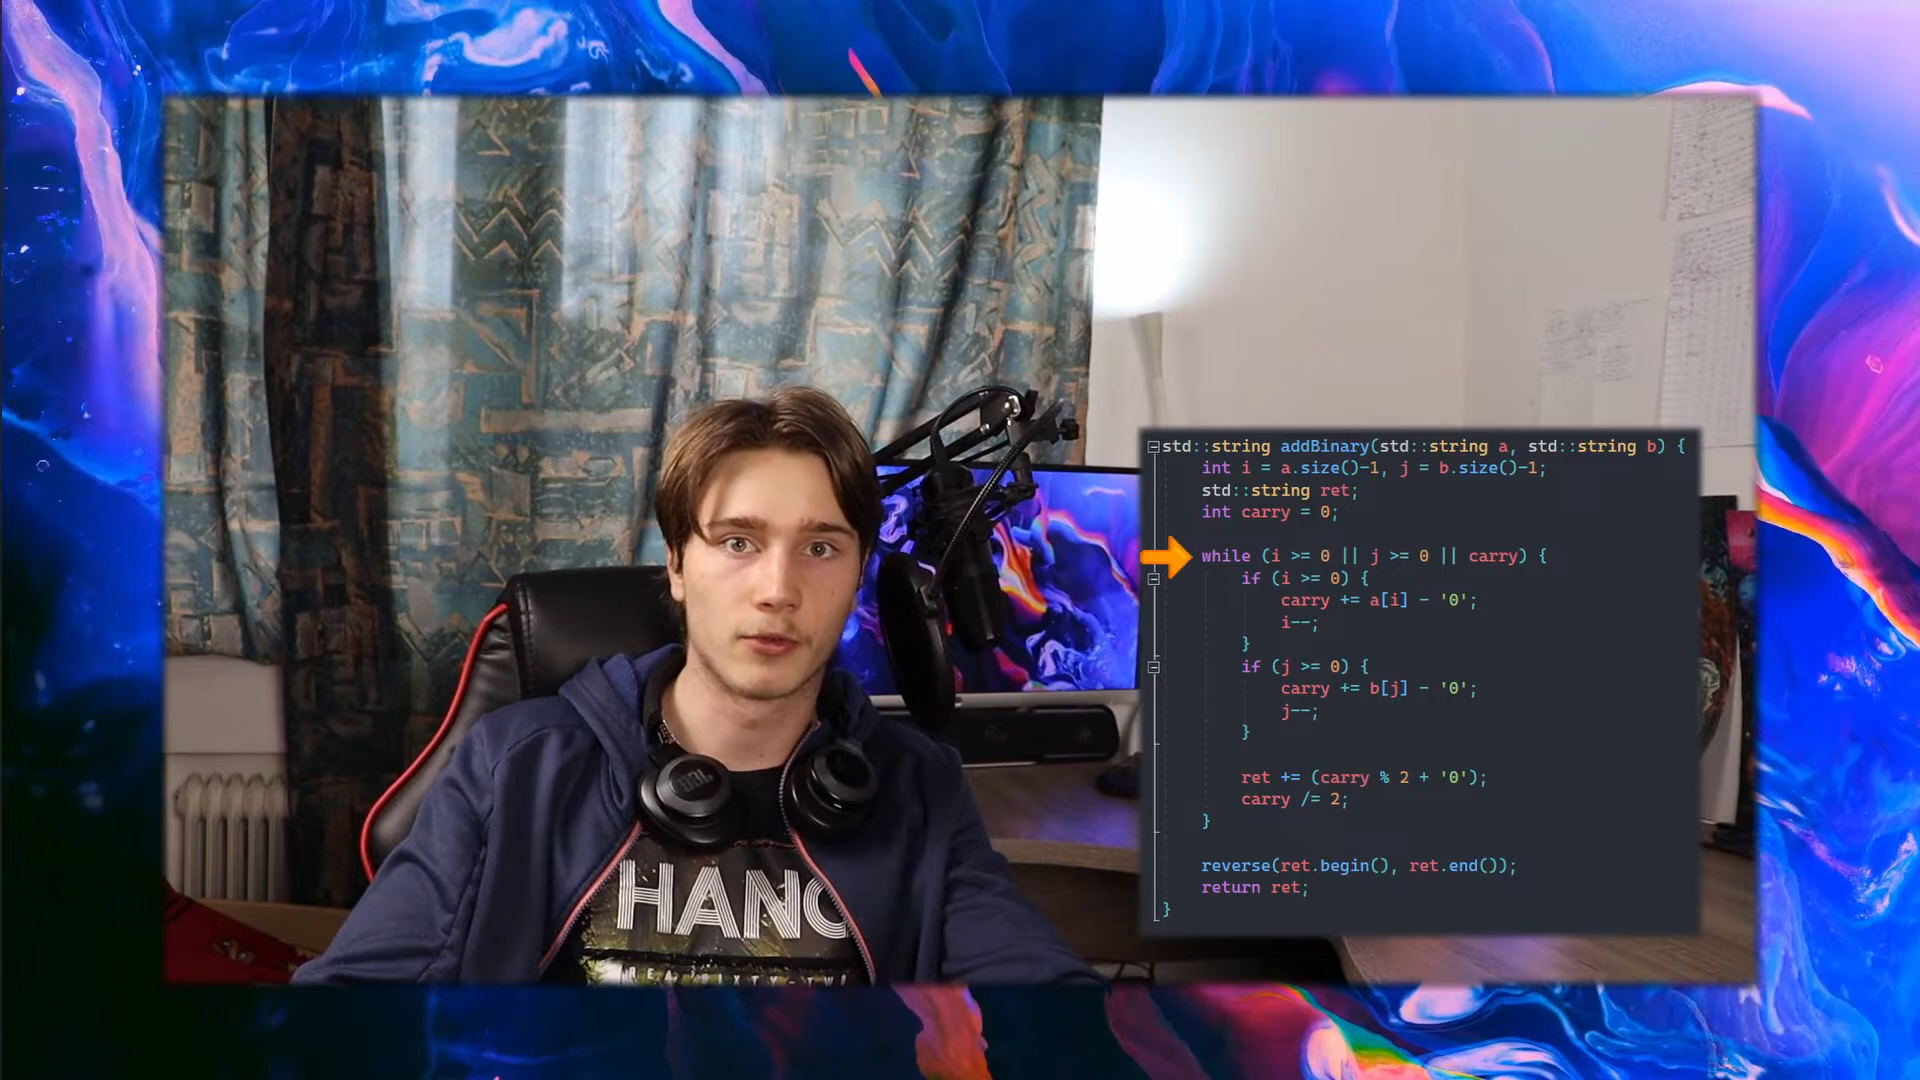 JBL
HANG
std::string addBinary(std::string a, std::string b) {
int i = a.size()-1, j = b.size()-1;
std::string ret;
int carry = 0;
while (i >= 0 || j >= 0 || carry) {
if (i >= 0) {
carry += a[i] - '0';
i--;
}
if (j >= 0) {
carry += b[j] - '0';
j--;
}
ret += (carry % 2 + '0');
carry /= 2;
}
reverse(ret.begin(), ret.end());
return ret;
}